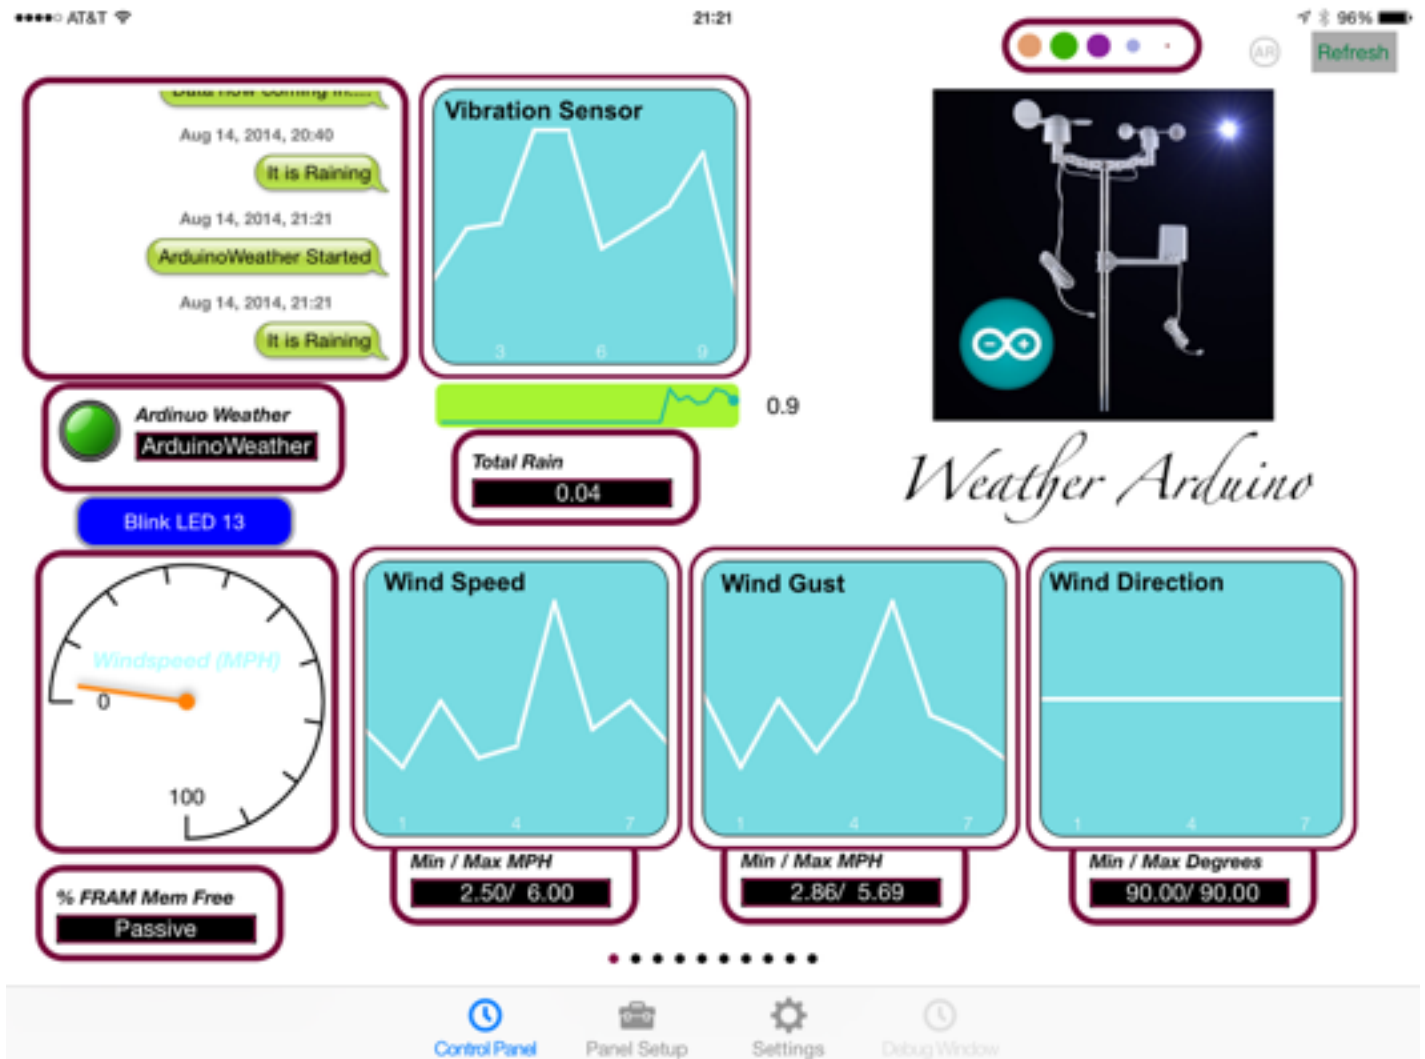 AT&T
21:21
96%
AR
Refresh
Data now coming in.....
Aug 14, 2014, 20:40
It is Raining
Aug 14, 2014, 21:21
ArduinoWeather Started
Aug 14, 2014, 21:21
It is Raining
Vibration Sensor
3 6 9
0.9
Ardinuo Weather
ArduinoWeather
Total Rain
0.04
Weather Arduino
Blink LED 13
Windspeed (MPH)
0
100
Wind Speed
1 4 7
Min / Max MPH
2.50/ 6.00
Wind Gust
1 4 7
Min / Max MPH
2.86/ 5.69
Wind Direction
1 4 7
Min / Max Degrees
90.00/ 90.00
% FRAM Mem Free
Passive
Control Panel
Panel Setup
Settings
Debug Window